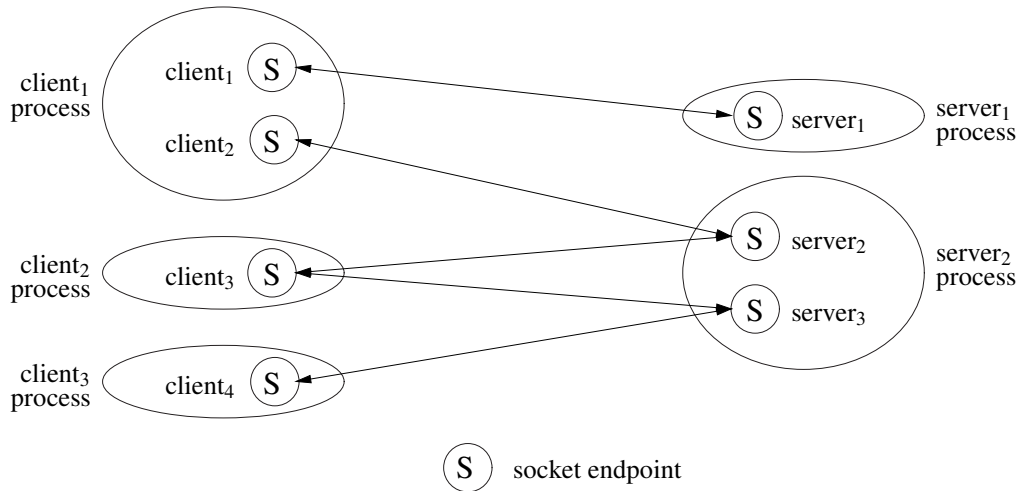 client₁
process
client₁ S
client₂ S
S server₁
server₁
process
client₂
process
client₃ S
S server₂
S server₃
server₂
process
client₃
process
client₄ S
S socket endpoint